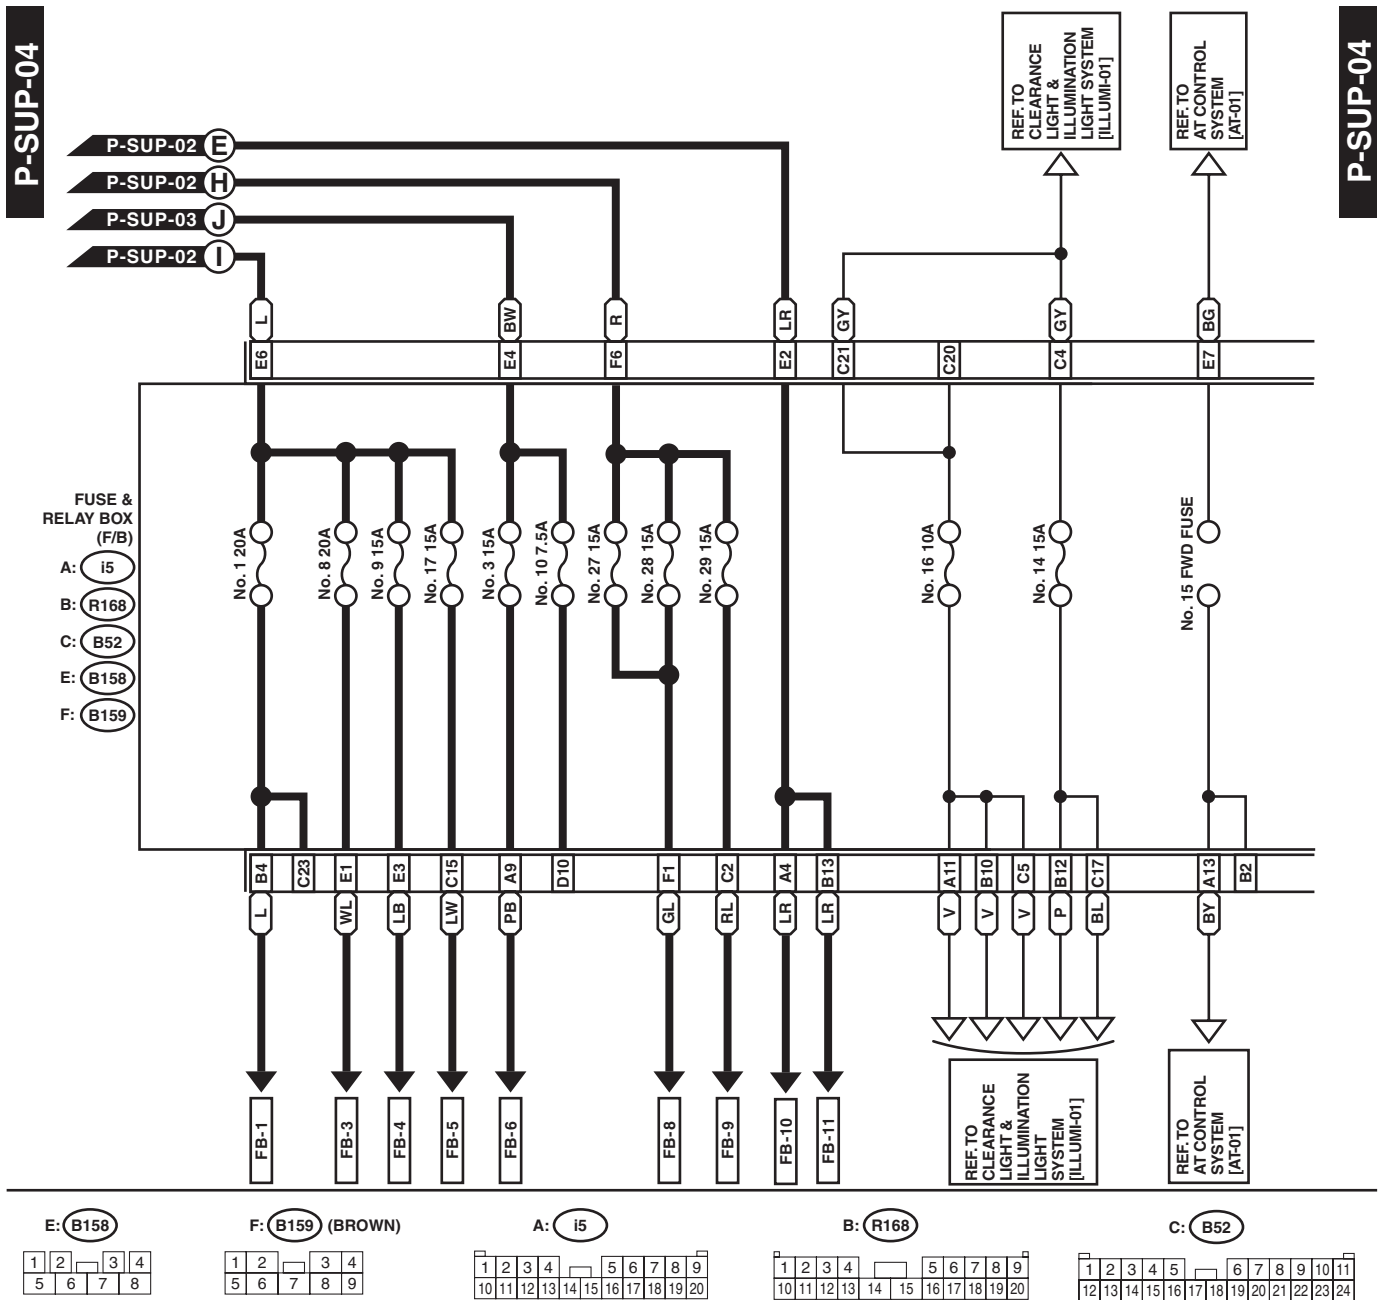 P-SUP-04
P-SUP-04
REF. TO
CLEARANCE
LIGHT &
ILLUMINATION
LIGHT SYSTEM
[ILLUMI-01]
REF. TO
AT CONTROL
SYSTEM
[AT-01]
P-SUP-02 E
P-SUP-02 H
P-SUP-03 J
P-SUP-02 I
L BW R LR GY GY BG
E6 E4 F6 E2 C21 C20 C4 E7
FUSE &
RELAY BOX
(F/B)
A: i5
B: R168
C: B52
E: B158
F: B159
No. 1 20A
No. 8 20A
No. 9 15A
No. 17 15A
No. 3 15A
No. 10 7.5A
No. 27 15A
No. 28 15A
No. 29 15A
No. 16 10A
No. 14 15A
No. 15 FWD FUSE
B4 C23 E1 E3 C15 A9 D10 F1 C2 A4 B13 A11 B10 C5 B12 C17 A13 B2
L WL LB LW PB GL RL LR LR V V V P BL BY
FB-1 FB-3 FB-4 FB-5 FB-6 FB-8 FB-9 FB-10 FB-11
REF. TO
CLEARANCE
LIGHT &
ILLUMINATION
LIGHT
SYSTEM
[ILLUMI-01]
REF. TO
AT CONTROL
SYSTEM
[AT-01]
E: B158
1 2 3 4
5 6 7 8
F: B159 (BROWN)
1 2 3 4
5 6 7 8 9
A: i5
1 2 3 4 5 6 7 8 9
10 11 12 13 14 15 16 17 18 19 20
B: R168
1 2 3 4 5 6 7 8 9
10 11 12 13 14 15 16 17 18 19 20
C: B52
1 2 3 4 5 6 7 8 9 10 11
12 13 14 15 16 17 18 19 20 21 22 23 24